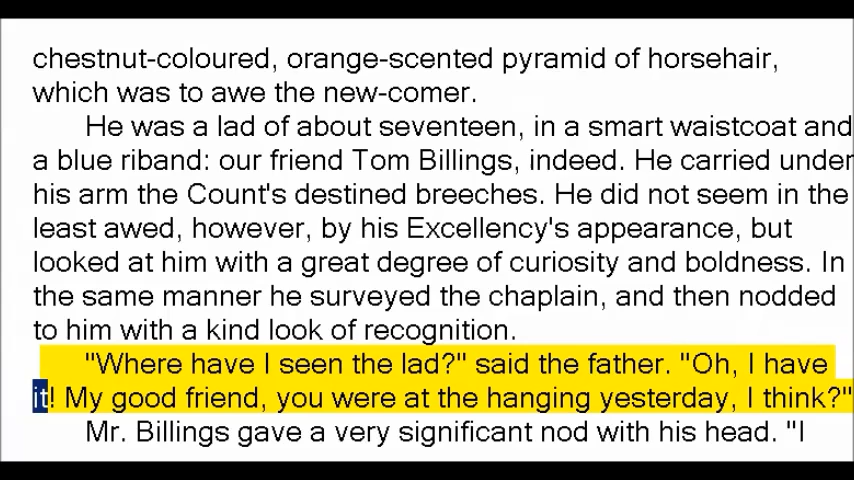 chestnut-coloured, orange-scented pyramid of horsehair,
which was to awe the new-comer.
He was a lad of about seventeen, in a smart waistcoat and
a blue riband: our friend Tom Billings, indeed. He carried under
his arm the Count's destined breeches. He did not seem in the
least awed, however, by his Excellency's appearance, but
looked at him with a great degree of curiosity and boldness. In
the same manner he surveyed the chaplain, and then nodded
to him with a kind look of recognition.
"Where have I seen the lad?" said the father. "Oh, I have
it! My good friend, you were at the hanging yesterday, I think?"
Mr. Billings gave a very significant nod with his head. "I